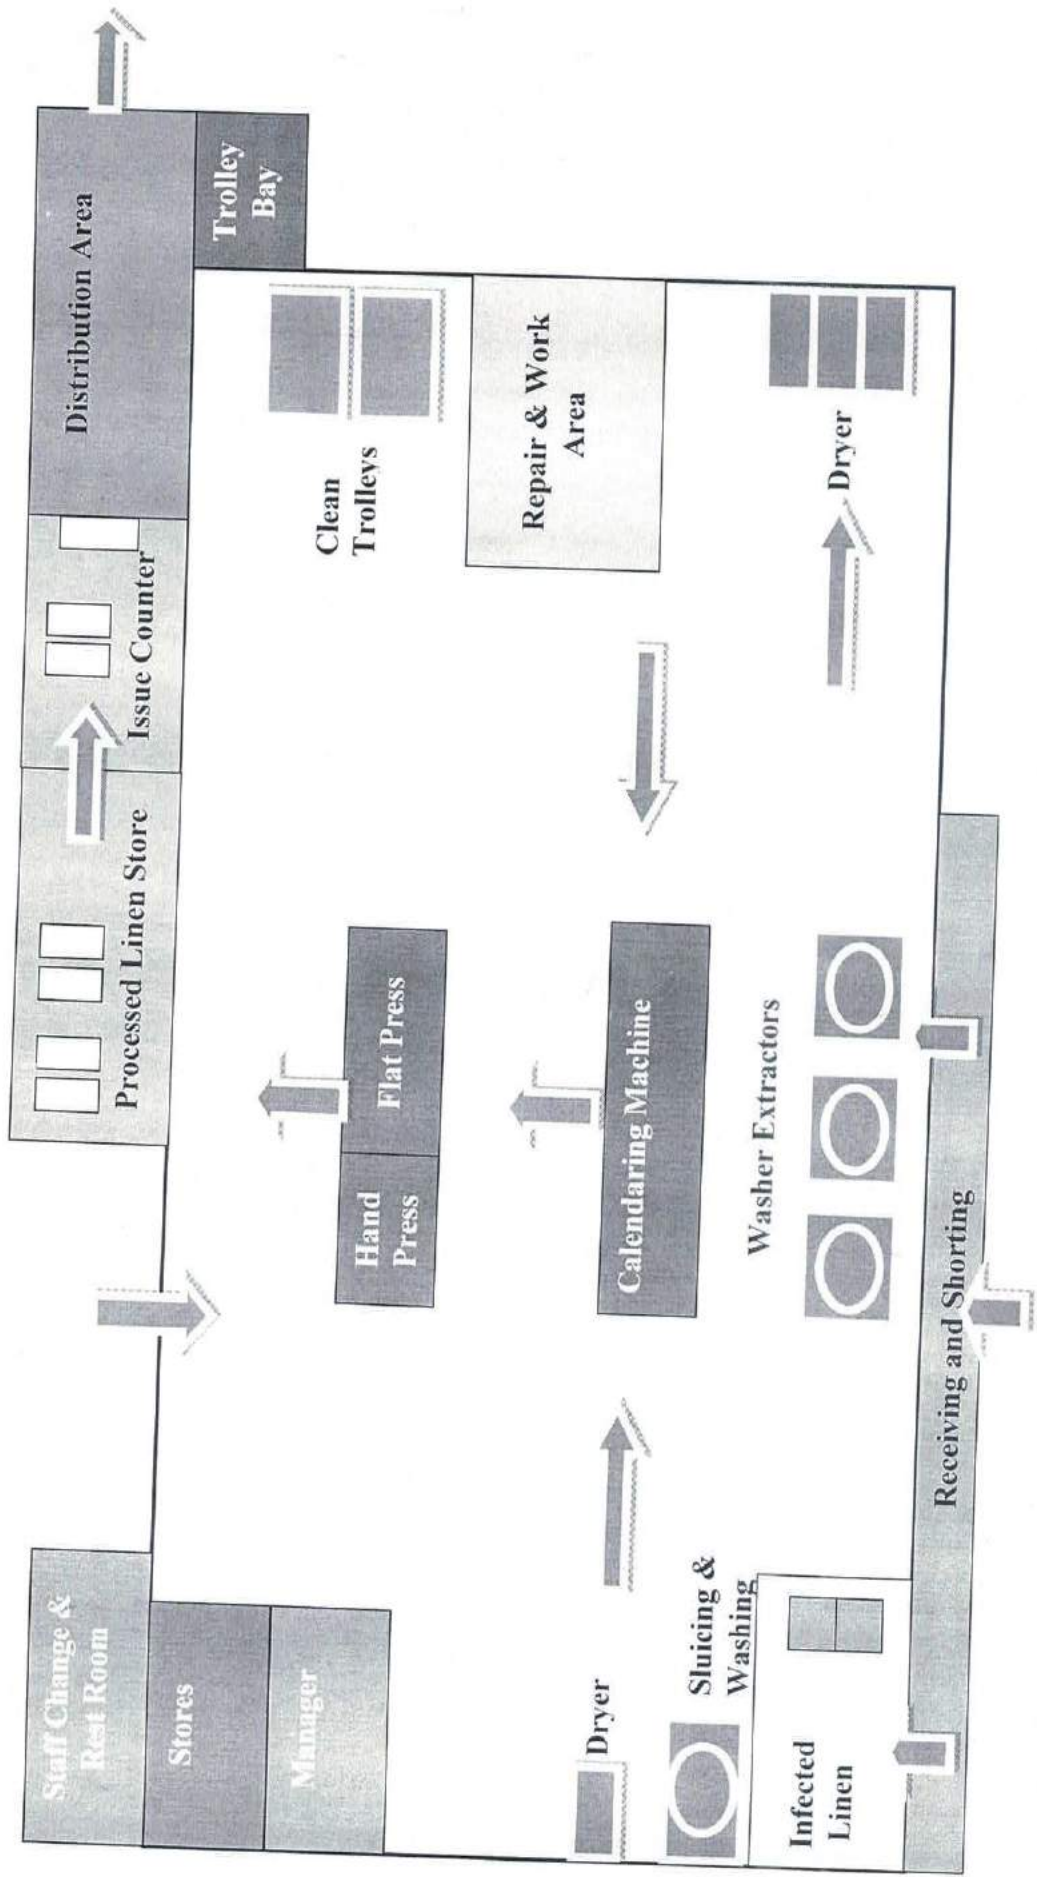 Staff Change &
Rest Room
Stores
Manager
Processed Linen Store
Issue Counter
Distribution Area
Trolley
Bay
Hand
Press
Flat Press
Clean
Trolleys
Calendaring Machine
Repair & Work
Area
Dryer
Sluicing &
Washing
Washer Extractors
Dryer
Infected
Linen
Receiving and Shorting